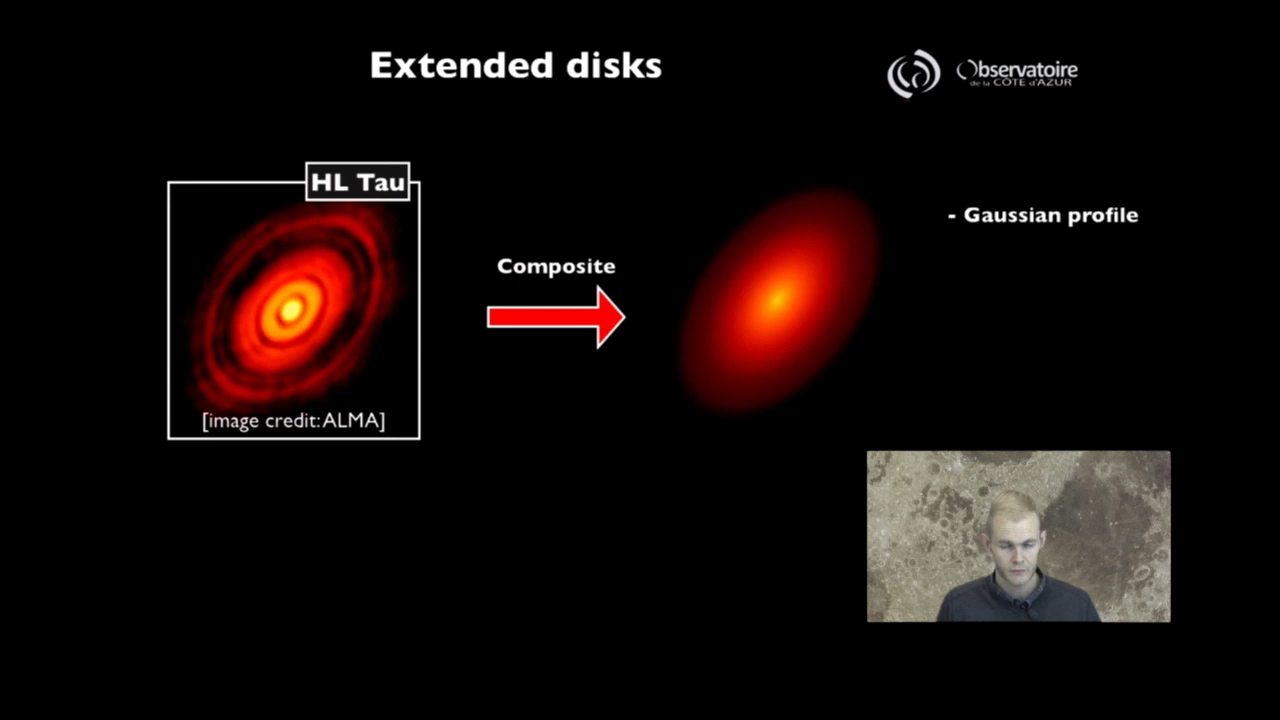 Extended disks
Observatoire
de la CÔTE d'AZUR
HL Tau
- Gaussian profile
Composite
[image credit: ALMA]